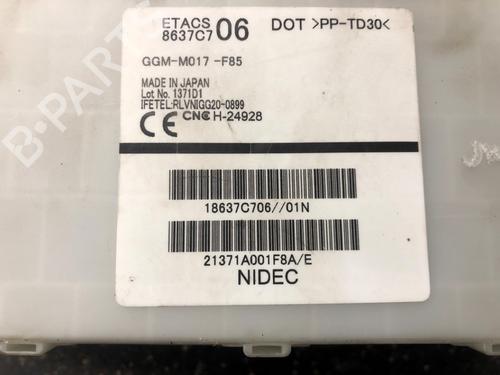 ETACS
8637C7 06 DOT >PP-TD30<
GGM-M017 -F85
MADE IN JAPAN
Lot No. 1371D1
IFETEL:RLVNIGG20-0899
CE CNC H-24928
18637C706//01N
21371A001F8A/E
NIDEC
B-PARTS